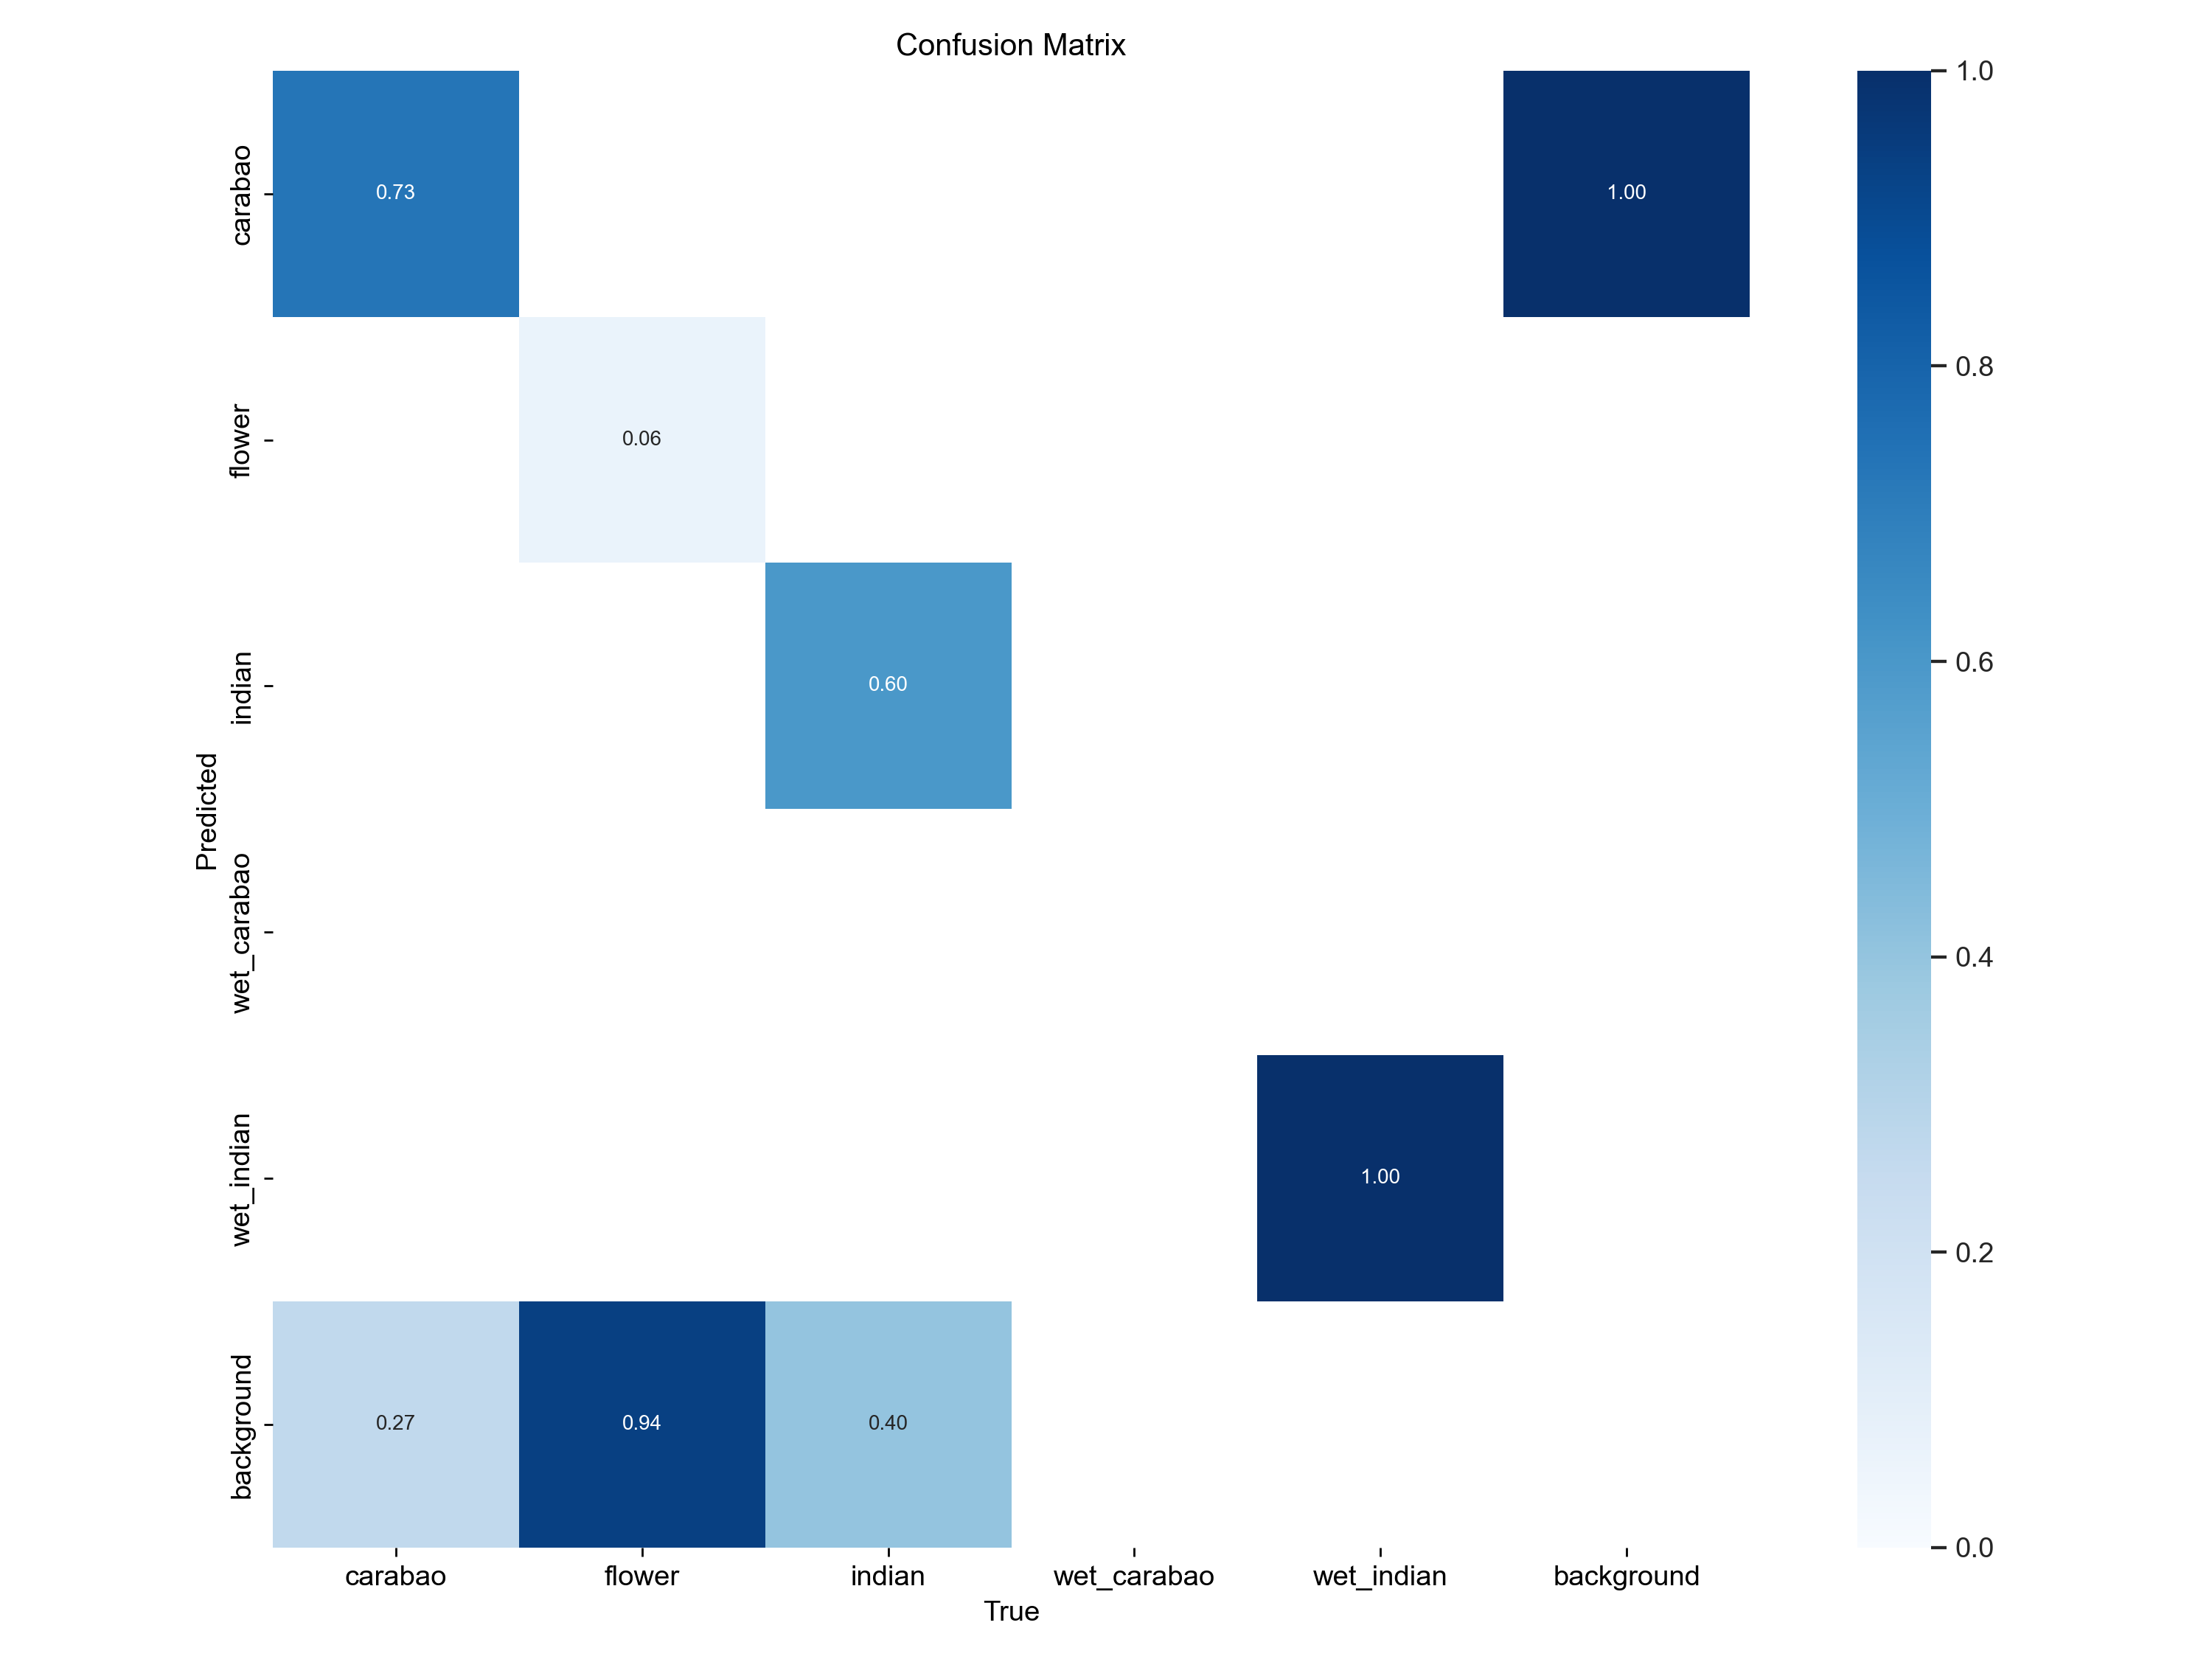 Confusion Matrix
carabao
0.73
1.00
1.0
0.8
flower
0.06
indian
0.60
0.6
Predicted
wet_carabao
0.4
wet_indian
1.00
0.2
background
0.27
0.94
0.40
0.0
carabao
flower
indian
wet_carabao
wet_indian
background
True